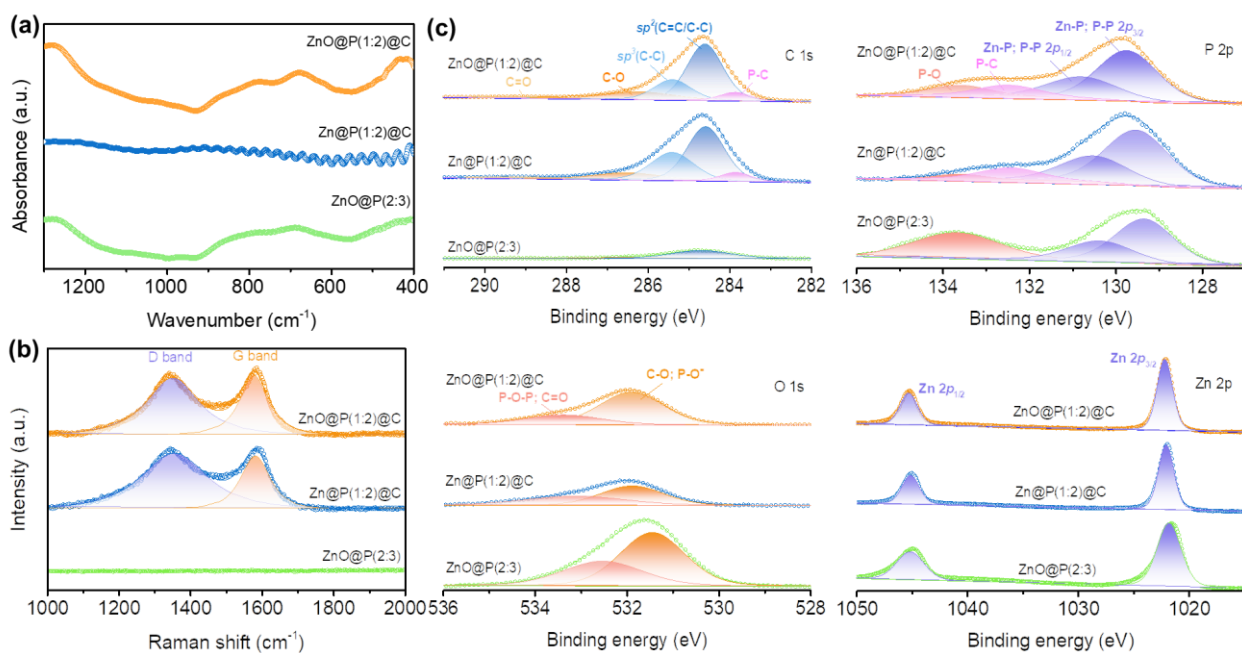 (a)
ZnO@P(1:2)@C
Zn@P(1:2)@C
ZnO@P(2:3)
Absorbance (a.u.)
1200 1000 800 600 400
Wavenumber (cm⁻¹)
(b)
D band G band
ZnO@P(1:2)@C
Zn@P(1:2)@C
ZnO@P(2:3)
Intensity (a.u.)
1000 1200 1400 1600 1800 2000
Raman shift (cm⁻¹)
(c)
C 1s
sp²(C=C/C-C)
sp³(C-C)
ZnO@P(1:2)@C
C=O
C-O
P-C
Zn@P(1:2)@C
ZnO@P(2:3)
290 288 286 284 282
Binding energy (eV)
P 2p
Zn-P; P-P 2p₃/₂
Zn-P; P-P 2p₁/₂
ZnO@P(1:2)@C
P-O
P-C
Zn@P(1:2)@C
ZnO@P(2:3)
136 134 132 130 128
Binding energy (eV)
O 1s
ZnO@P(1:2)@C
C-O; P-O⁻
P-O-P; C=O
Zn@P(1:2)@C
ZnO@P(2:3)
536 534 532 530 528
Binding energy (eV)
Zn 2p
Zn 2p₃/₂
Zn 2p₁/₂
ZnO@P(1:2)@C
Zn@P(1:2)@C
ZnO@P(2:3)
1050 1040 1030 1020
Binding energy (eV)